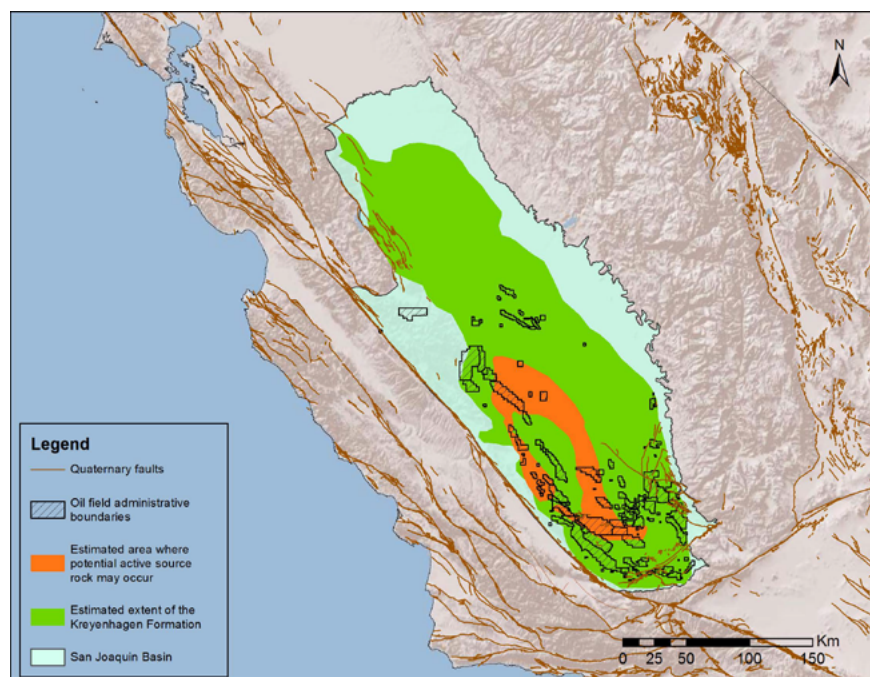 N
Legend
Quaternary faults
Oil field administrative
boundaries
Estimated area where
potential active source
rock may occur
Estimated extent of the
Kreyenhagen Formation
San Joaquin Basin
Km
0 25 50 100 150